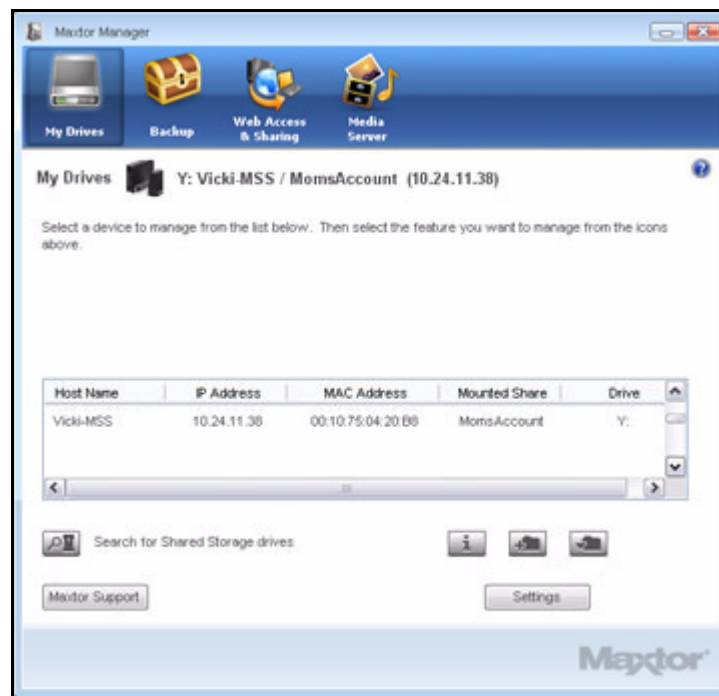 Maxtor Manager
My Drives
Backup
Web Access
& Sharing
Media
Server
My Drives
Y: Vicki-MSS / MomsAccount (10.24.11.38)
?
Select a device to manage from the list below. Then select the feature you want to manage from the icons
above.
Host Name IP Address MAC Address Mounted Share Drive
Vicki-MSS 10.24.11.38 00:10:75:04:20:B8 MomsAccount Y:
Search for Shared Storage drives
i
Maxtor Support
Settings
Maxtor